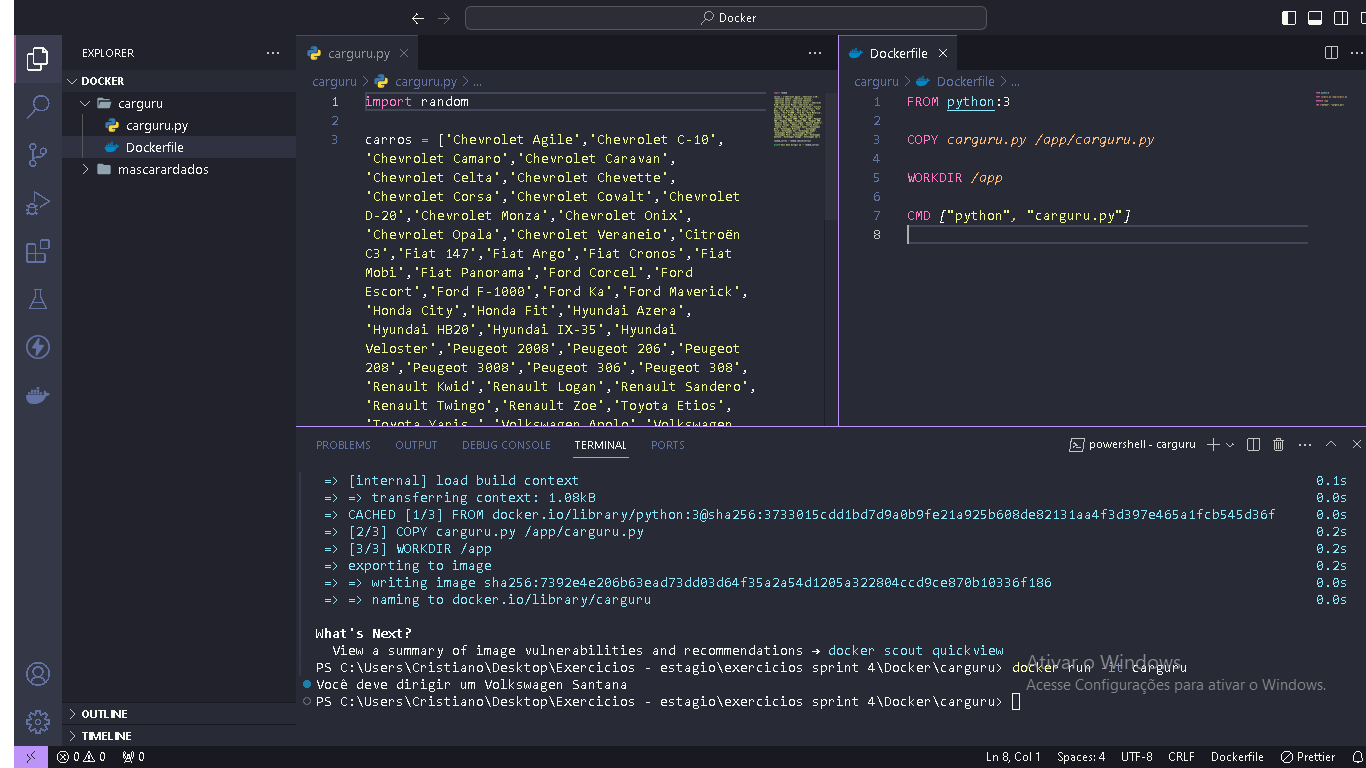 Docker
EXPLORER
DOCKER
carguru
carguru.py
Dockerfile
mascarardados
OUTLINE
TIMELINE
carguru.py
carguru > carguru.py > ...
1 import random
2
3 carros = ['Chevrolet Agile','Chevrolet C-10',
'Chevrolet Camaro','Chevrolet Caravan',
'Chevrolet Celta','Chevrolet Chevette',
'Chevrolet Corsa','Chevrolet Covalt','Chevrolet
D-20','Chevrolet Monza','Chevrolet Onix',
'Chevrolet Opala','Chevrolet Veraneio','Citroën
C3','Fiat 147','Fiat Argo','Fiat Cronos','Fiat
Mobi','Fiat Panorama','Ford Corcel','Ford
Escort','Ford F-1000','Ford Ka','Ford Maverick',
'Honda City','Honda Fit','Hyundai Azera',
'Hyundai HB20','Hyundai IX-35','Hyundai
Veloster','Peugeot 2008','Peugeot 206','Peugeot
208','Peugeot 3008','Peugeot 306','Peugeot 308',
'Renault Kwid','Renault Logan','Renault Sandero',
'Renault Twingo','Renault Zoe','Toyota Etios',
'Toyota Yaris ','Volkswagen Apolo','Volkswagen
Dockerfile
carguru > Dockerfile > ...
1 FROM python:3
2
3 COPY carguru.py /app/carguru.py
4
5 WORKDIR /app
6
7 CMD ["python", "carguru.py"]
8
PROBLEMS OUTPUT DEBUG CONSOLE TERMINAL PORTS
powershell - carguru
=> [internal] load build context 0.1s
=> => transferring context: 1.08kB 0.0s
=> CACHED [1/3] FROM docker.io/library/python:3@sha256:3733015cdd1bd7d9a0b9fe21a925b608de82131aa4f3d397e465a1fcb545d36f 0.0s
=> [2/3] COPY carguru.py /app/carguru.py 0.2s
=> [3/3] WORKDIR /app 0.2s
=> exporting to image 0.2s
=> => writing image sha256:7392e4e206b63ead73dd03d64f35a2a54d1205a322804ccd9ce870b10336f186 0.0s
=> => naming to docker.io/library/carguru 0.0s
What's Next?
View a summary of image vulnerabilities and recommendations → docker scout quickview
PS C:\Users\Cristiano\Desktop\Exercicios - estagio\exercicios sprint 4\Docker\carguru> docker run -it carguru
Você deve dirigir um Volkswagen Santana
PS C:\Users\Cristiano\Desktop\Exercicios - estagio\exercicios sprint 4\Docker\carguru>
Ativar o Windows
Acesse Configurações para ativar o Windows.
0 0 0 Ln 8, Col 1 Spaces: 4 UTF-8 CRLF Dockerfile Prettier